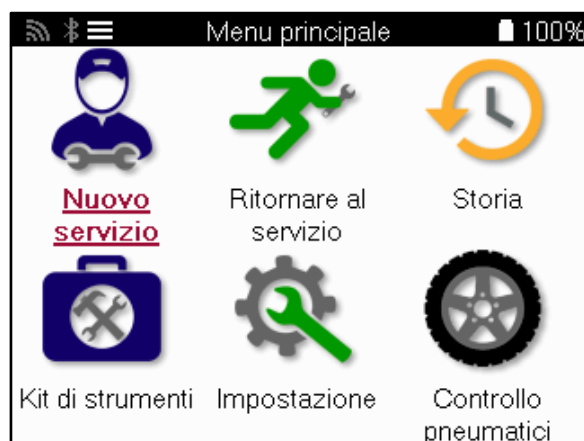 Menu principale 100%
Nuovo Ritornare al Storia
servizio servizio
Kit di strumenti Impostazione Controllo
pneumatici